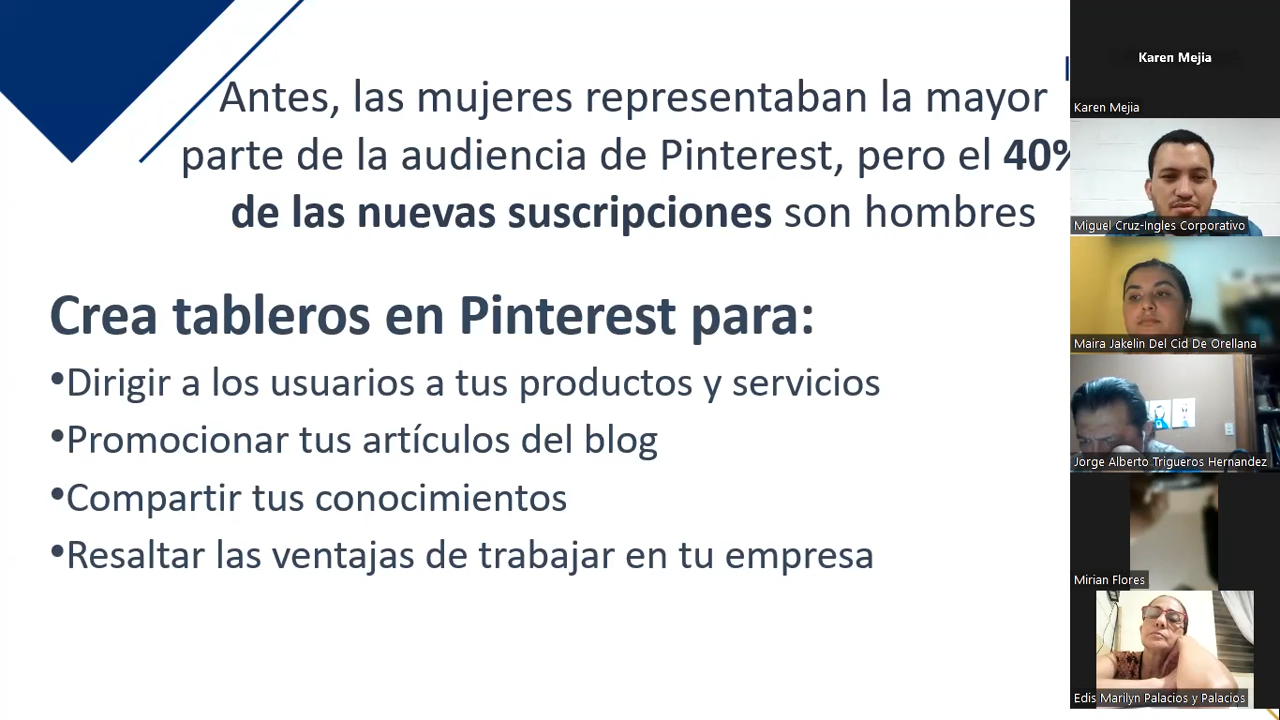 Antes, las mujeres representaban la mayor
parte de la audiencia de Pinterest, pero el 40%
de las nuevas suscripciones son hombres
Crea tableros en Pinterest para:
•Dirigir a los usuarios a tus productos y servicios
•Promocionar tus artículos del blog
•Compartir tus conocimientos
•Resaltar las ventajas de trabajar en tu empresa
Karen Mejia
Karen Mejia
Miguel Cruz-Ingles Corporativo
Maira Jakelin Del Cid De Orellana
Jorge Alberto Trigueros Hernandez
Mirian Flores
Edis Marilyn Palacios y Palacios